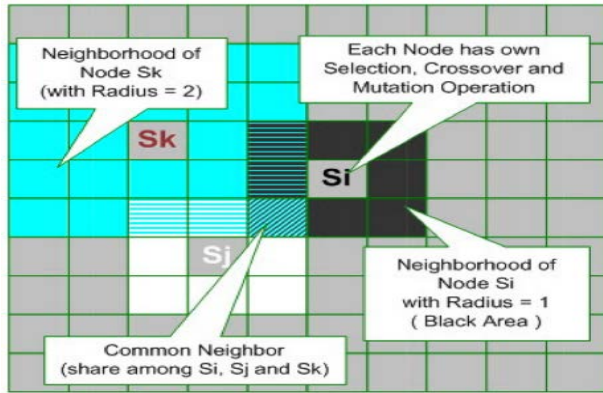 Neighborhood of
Node Sk
(with Radius = 2)
Each Node has own
Selection, Crossover and
Mutation Operation
Sk
Si
Sj
Neighborhood of
Node Si
with Radius = 1
( Black Area )
Common Neighbor
(share among Si, Sj and Sk)